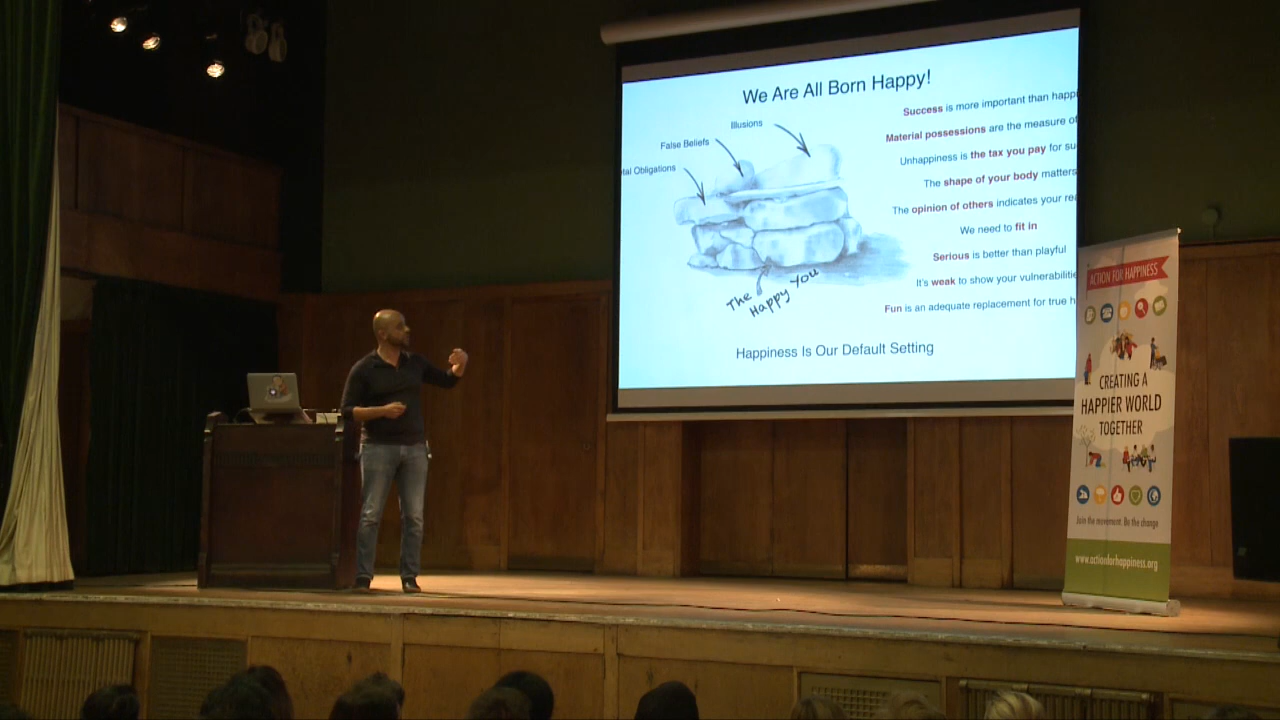 We Are All Born Happy!
Illusions
False Beliefs
tal Obligations
The
Happy You
Success is more important than happ
Material possessions are the measure of
Unhappiness is the tax you pay for su
The shape of your body matters
The opinion of others indicates your rea
We need to fit in
Serious is better than playful
It's weak to show your vulnerabilitie
Fun is an adequate replacement for true h
Happiness Is Our Default Setting
ACTION FOR HAPPINESS
CREATING A
HAPPIER WORLD
TOGETHER
Join the movement. Be the change
www.actionforhappiness.org